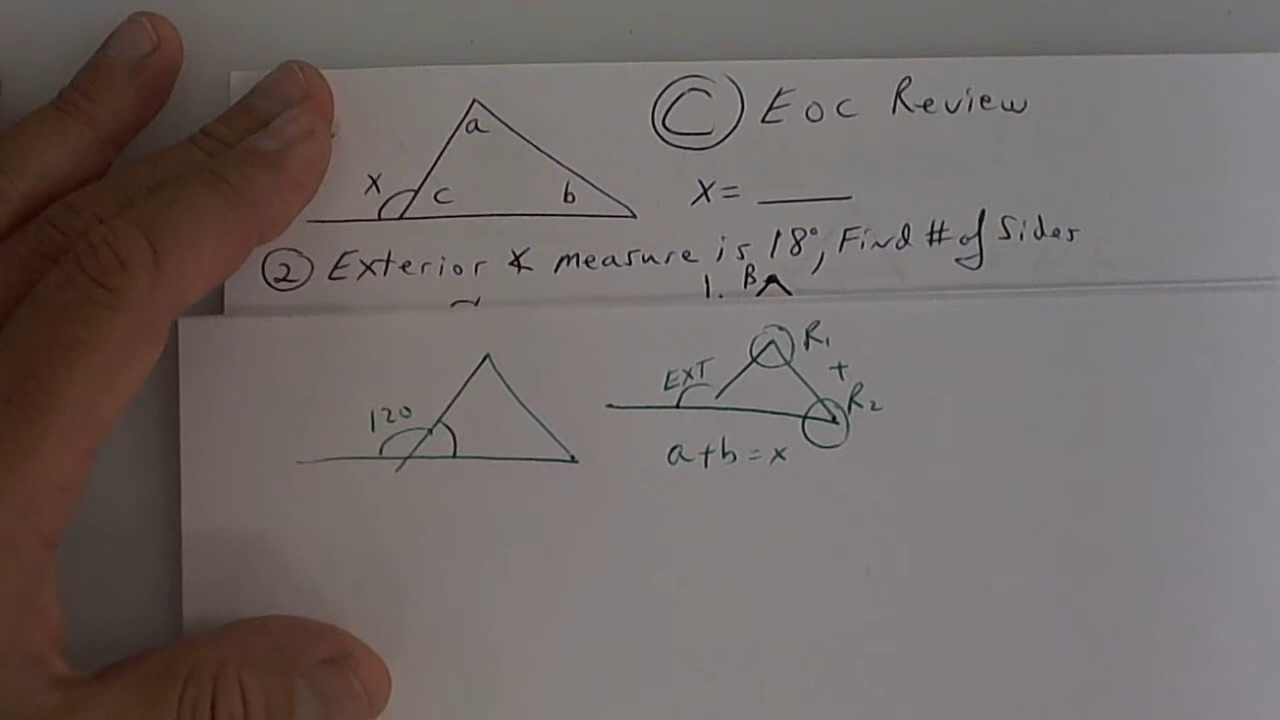 C EOC Review
a
x c b x = ____
2 Exterior ∡ measure is 18°, Find # of Sides
1. B
EXT R1
+
120 R2
a+b=x